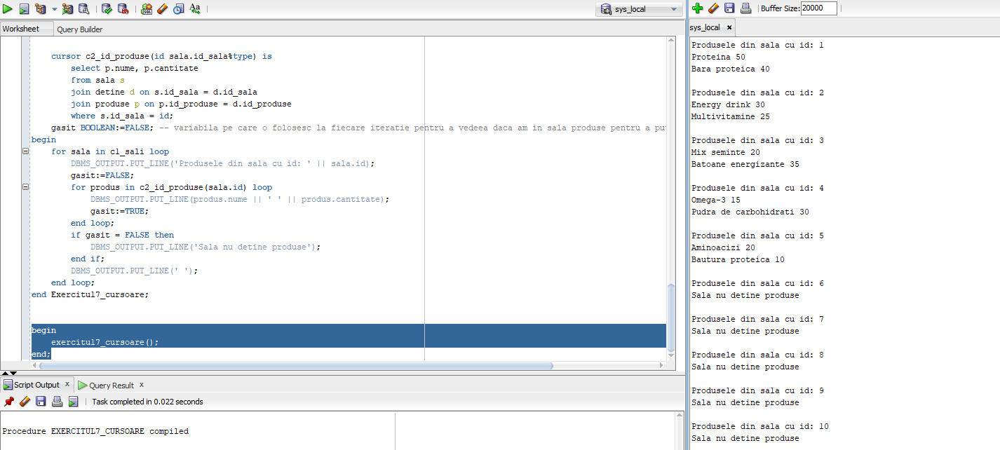 sys_local
Worksheet
Query Builder
cursor c2_id_produse(id sala.id_sala%type) is
select p.nume, p.cantitate
from sala s
join detine d on s.id_sala = d.id_sala
join produse p on p.id_produse = d.id_produse
where s.id_sala = id;
gasit BOOLEAN:=FALSE; -- variabila pe care o folosesc la fiecare iteratie pentru a vedeea daca am in sala produse pentru a
begin
for sala in c1_sali loop
DBMS_OUTPUT.PUT_LINE('Produsele din sala cu id: ' || sala.id);
gasit:=FALSE;
for produs in c2_id_produse(sala.id) loop
DBMS_OUTPUT.PUT_LINE(produs.nume || ' ' || produs.cantitate);
gasit:=TRUE;
end loop;
if gasit = FALSE then
DBMS_OUTPUT.PUT_LINE('Sala nu detine produse');
end if;
DBMS_OUTPUT.PUT_LINE(' ');
end loop;
end Exercitul7_cursoare;
begin
exercitul7_cursoare();
end;
Script Output x
Query Result x
Task completed in 0.022 seconds
Procedure EXERCITUL7_CURSOARE compiled
Buffer Size: 20000
sys_local x
Produsele din sala cu id: 1
Proteina 50
Bara proteica 40
Produsele din sala cu id: 2
Energy drink 30
Multivitamine 25
Produsele din sala cu id: 3
Mix seminte 20
Batoane energizante 35
Produsele din sala cu id: 4
Omega-3 15
Pudra de carbohidrati 30
Produsele din sala cu id: 5
Aminoacizi 20
Bautura proteica 10
Produsele din sala cu id: 6
Sala nu detine produse
Produsele din sala cu id: 7
Sala nu detine produse
Produsele din sala cu id: 8
Sala nu detine produse
Produsele din sala cu id: 9
Sala nu detine produse
Produsele din sala cu id: 10
Sala nu detine produse